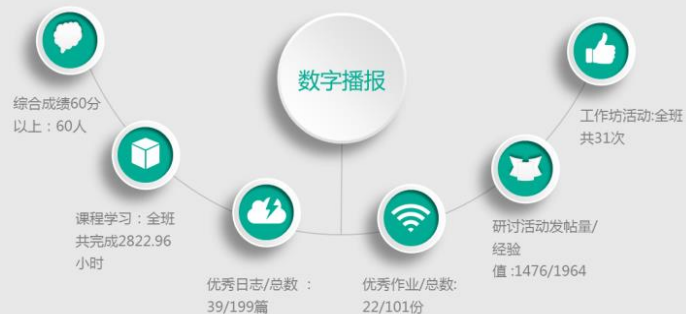 数字播报
综合成绩60分
以上：60人
课程学习：全班
共完成2822.96
小时
优秀日志/总数 ：
39/199篇
优秀作业/总数:
22/101份
研讨活动发帖量/
经验
值 :1476/1964
工作坊活动:全班
共31次